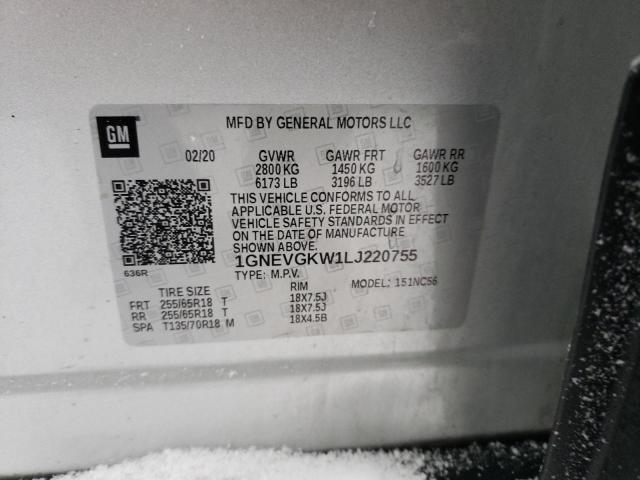 GM
MFD BY GENERAL MOTORS LLC
02/20 GVWR GAWR FRT GAWR RR
2800 KG 1450 KG 1600 KG
6173 LB 3196 LB 3527 LB
THIS VEHICLE CONFORMS TO ALL
APPLICABLE U.S. FEDERAL MOTOR
VEHICLE SAFETY STANDARDS IN EFFECT
ON THE DATE OF MANUFACTURE
SHOWN ABOVE.
636R
1GNEVGKW1LJ220755
TYPE: M.P.V. MODEL: 151NC56
TIRE SIZE RIM
FRT 255/65R18 T 18X7.5J
RR 255/65R18 T 18X7.5J
SPA T135/70R18 M 18X4.5B